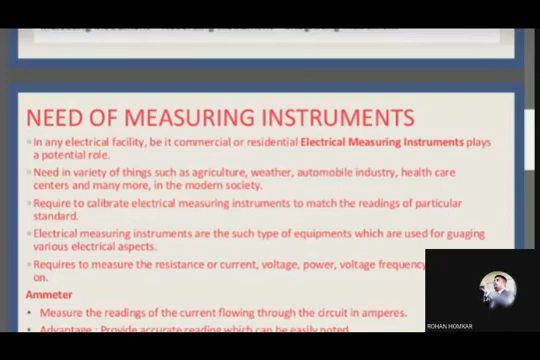 NEED OF MEASURING INSTRUMENTS
In any electrical facility, be it commercial or residential Electrical Measuring Instruments plays
a potential role.
Need in variety of things such as agriculture, weather, automobile industry, health care
centers and many more, in the modern society.
Require to calibrate electrical measuring instruments to match the readings of particular
standard.
Electrical measuring instruments are the such type of equipments which are used for guaging
various electrical aspects.
Requires to measure the resistance or current, voltage, power, voltage frequency
on.
Ammeter
Measure the readings of the current flowing through the circuit in amperes.
Advantage : Provide accurate reading which can be easily noted
ROHAN HOMKAR